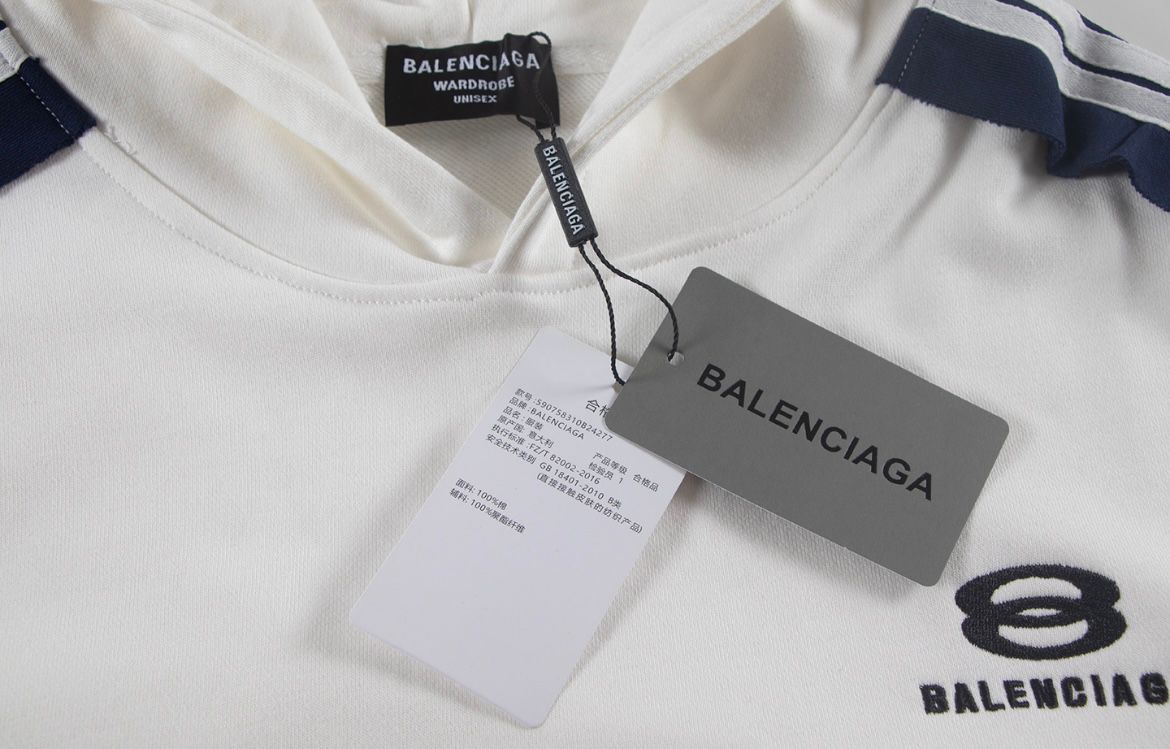 BALENCIAGA
WARDROBE
UNISEX
BALENCIAGA
BALENCIAGA
合格
款号:590758310B24277
品牌:BALENCIAGA
品名:服装
原产国:意大利
产品等级 合格品
检验员 1
执行标准:FZ/T 82002-2016
安全技术类别 GB 18401-2010 B类
(直接接触皮肤的纺织产品)
面料:100%棉
辅料:100%聚酯纤维
BALENCIAG